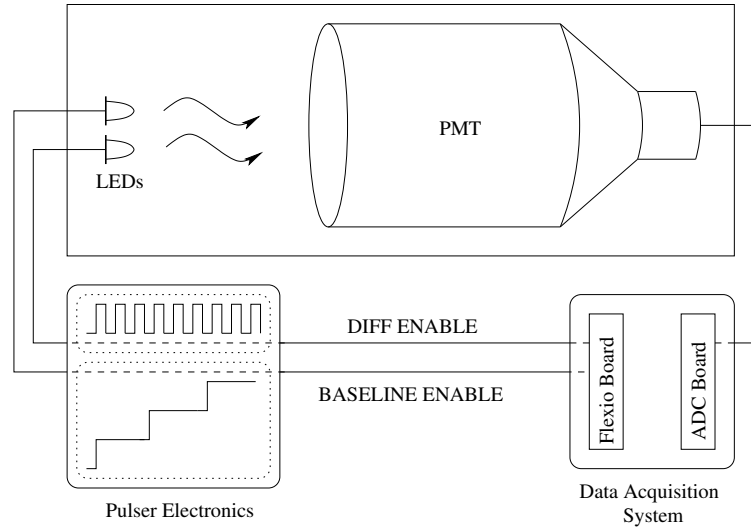 PMT
LEDs
DIFF ENABLE
BASELINE ENABLE
Flexio Board
ADC Board
Pulser Electronics
Data Acquisition
System